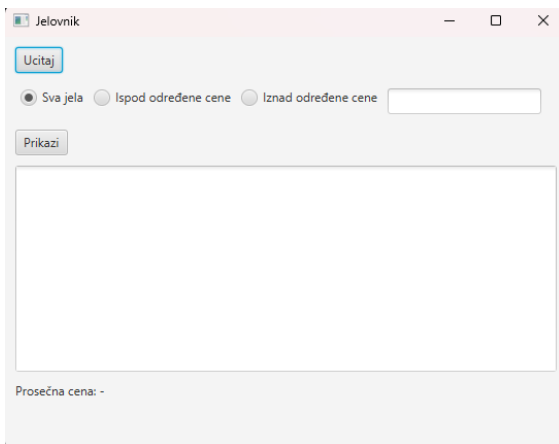 Jelovnik
Ucitaj
Sva jela Ispod određene cene Iznad određene cene
Prikazi
Prosečna cena: -